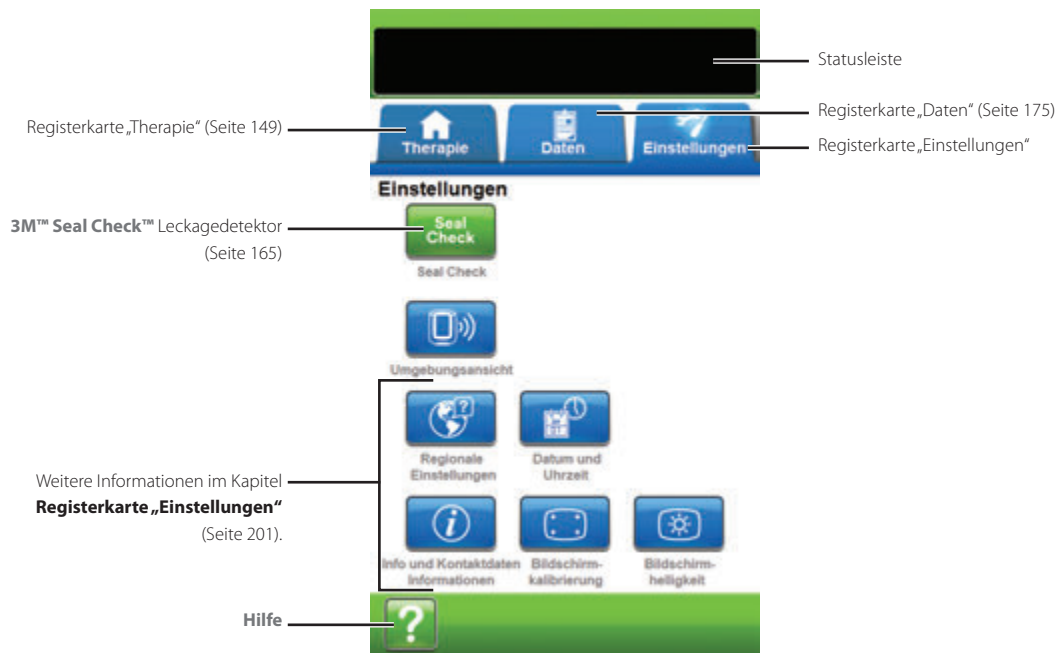 Statusleiste
Registerkarte „Therapie“ (Seite 149)
Therapie
Daten
Einstellungen
Registerkarte „Daten“ (Seite 175)
Registerkarte „Einstellungen“
Einstellungen
3M™ Seal Check™ Leckagedetektor
(Seite 165)
Seal
Check
Seal Check
Umgebungsansicht
Regionale
Einstellungen
Datum und
Uhrzeit
Weitere Informationen im Kapitel
Registerkarte „Einstellungen“
(Seite 201).
Info und Kontaktdaten
Informationen
Bildschirm-
kalibrierung
Bildschirm-
helligkeit
Hilfe
?